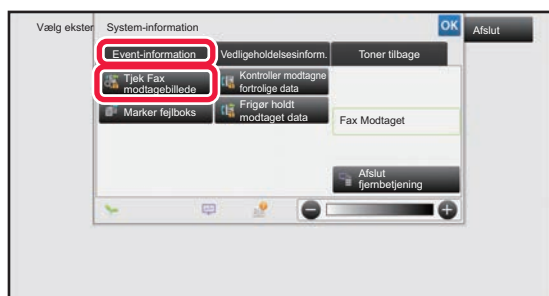 Vælg ekster
System-information
OK
Afslut
Event-information
Vedligeholdelsesinform.
Toner tilbage
Tjek Fax
modtagebillede
Kontroller modtagne
fortrolige data
Marker fejlboks
Frigør holdt
modtaget data
Fax Modtaget
Afslut
fjernbetjening